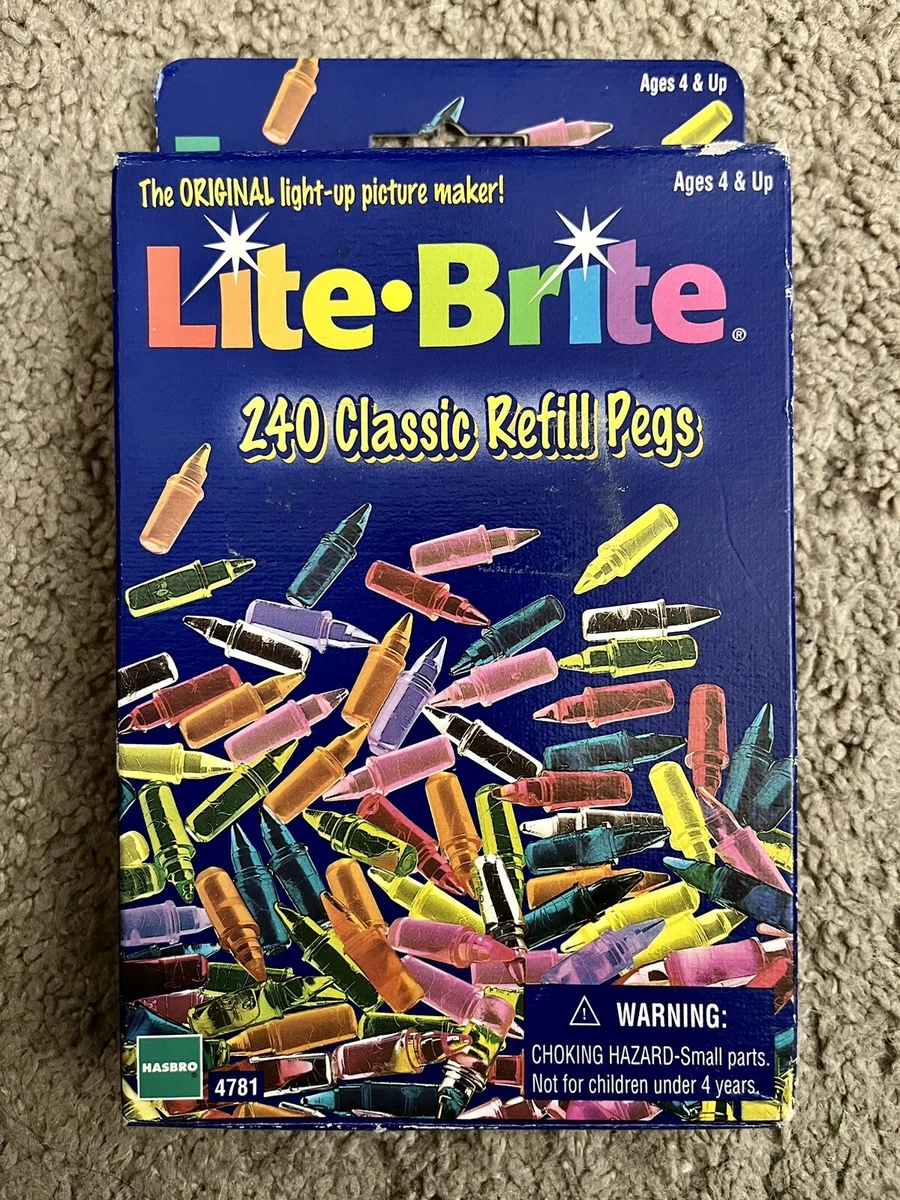 Ages 4 & Up
The ORIGINAL light-up picture maker!
Ages 4 & Up
Lite•Brite®
240 Classic Refill Pegs
⚠ WARNING:
CHOKING HAZARD-Small parts.
Not for children under 4 years.
HASBRO
4781